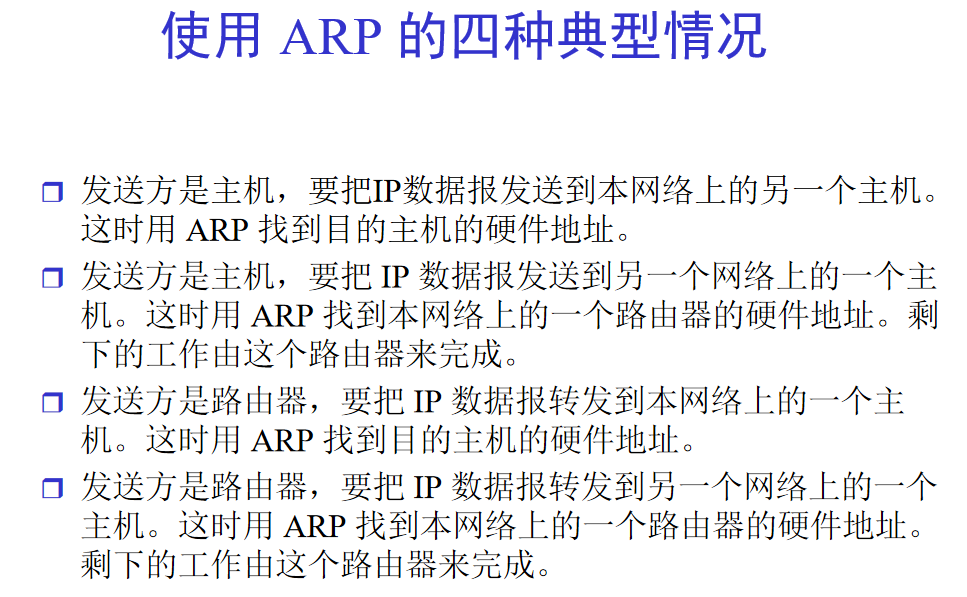 使用 ARP 的四种典型情况
发送方是主机，要把IP数据报发送到本网络上的另一个主机。
这时用 ARP 找到目的主机的硬件地址。
发送方是主机，要把 IP 数据报发送到另一个网络上的一个主
机。这时用 ARP 找到本网络上的一个路由器的硬件地址。剩
下的工作由这个路由器来完成。
发送方是路由器，要把 IP 数据报转发到本网络上的一个主
机。这时用 ARP 找到目的主机的硬件地址。
发送方是路由器，要把 IP 数据报转发到另一个网络上的一个
主机。这时用 ARP 找到本网络上的一个路由器的硬件地址。
剩下的工作由这个路由器来完成。